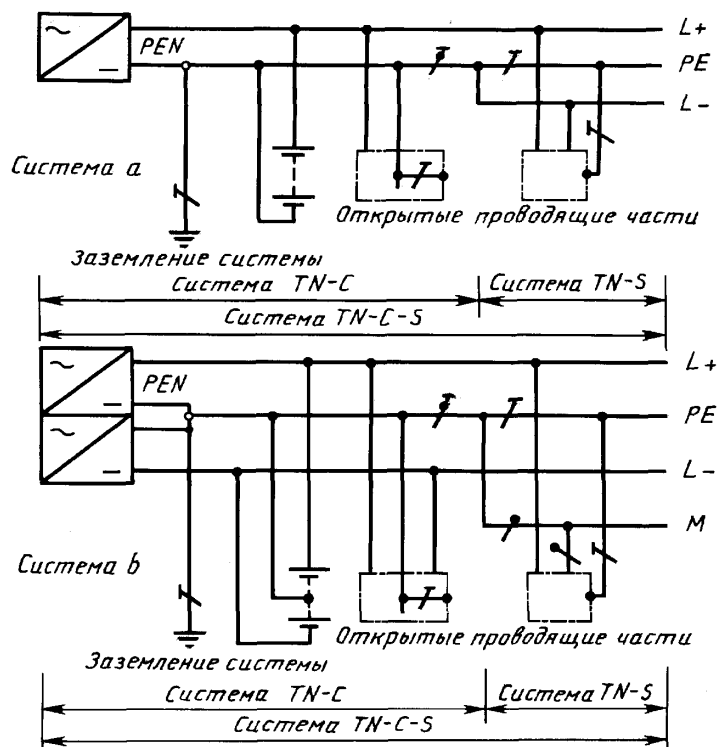 L+
PEN
PE
L-
Система a
Открытые проводящие части
Заземление системы
Система TN-C
Система TN-S
Система TN-C-S
L+
PEN
PE
L-
M
Система b
Открытые проводящие части
Заземление системы
Система TN-C
Система TN-S
Система TN-C-S